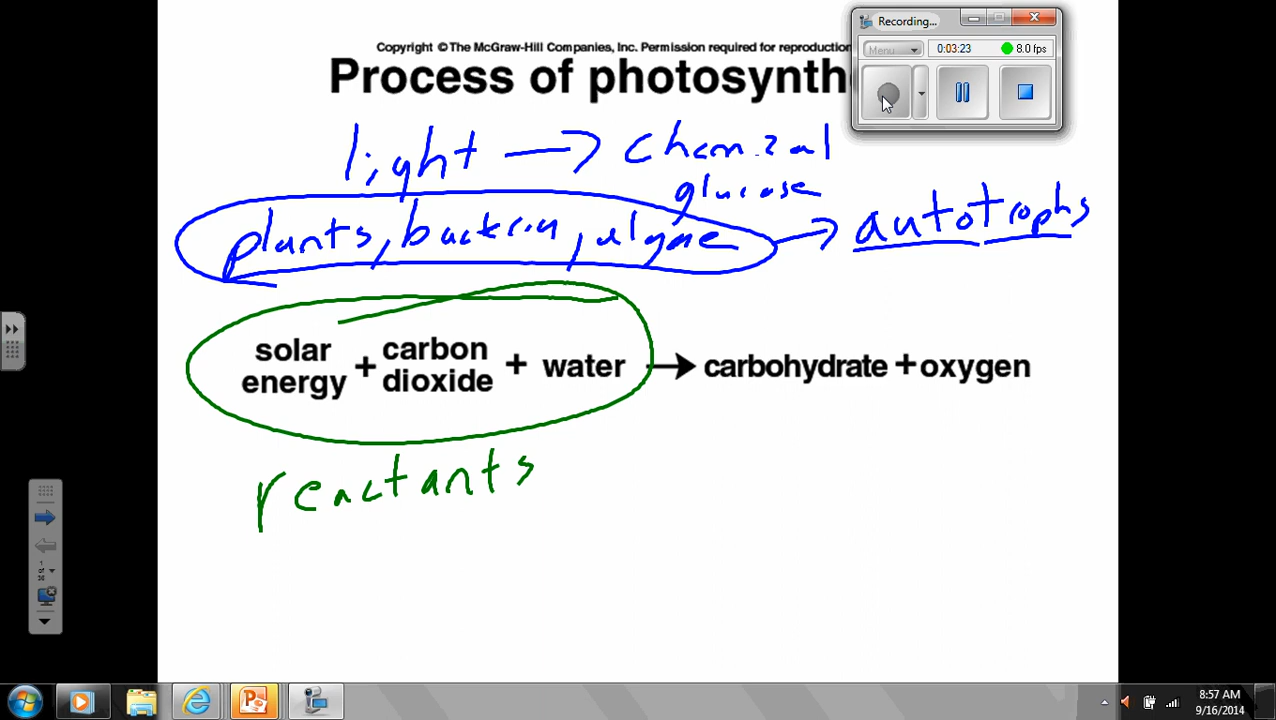 Recording...
Menu 0:03:23 8.0 fps
Copyright ©The McGraw-Hill Companies, Inc. Permission required for reproduction
Process of photosynth
light → chemical
glucose
plants, bacteria, algae → autotrophs
solar energy + carbon dioxide + water → carbohydrate + oxygen
reactants
8:57 AM
9/16/2014